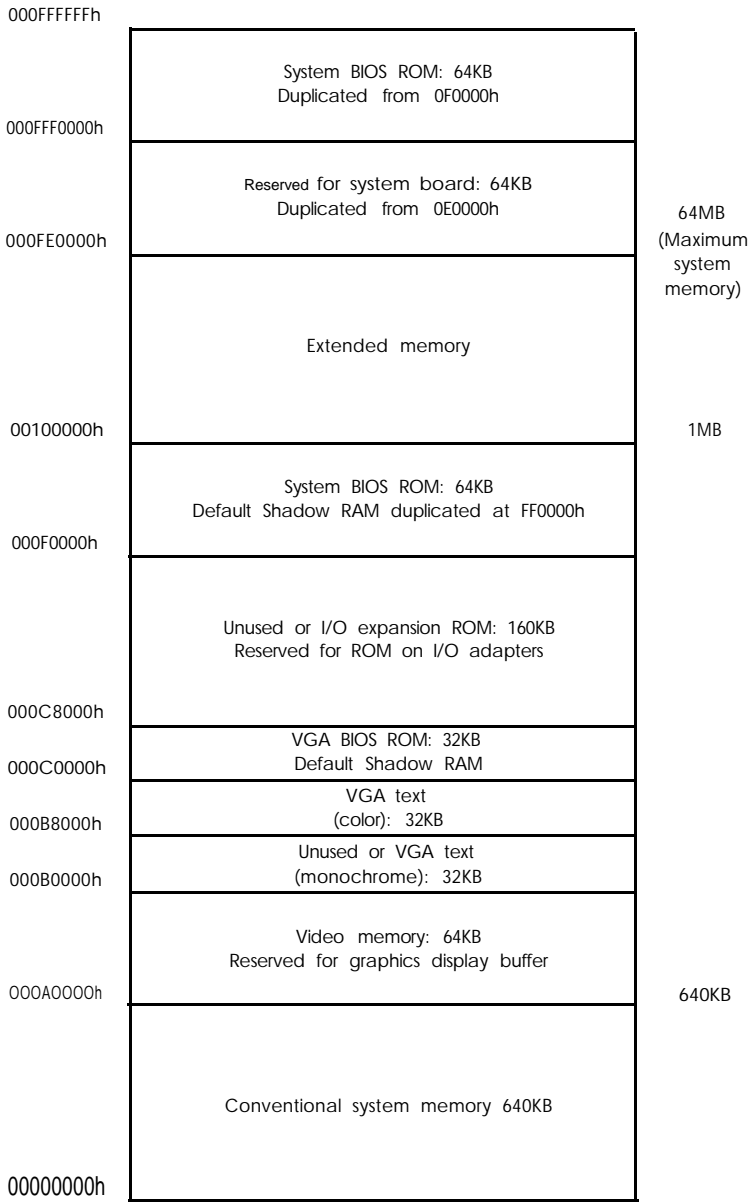 000FFFFFFh
System BIOS ROM: 64KB
Duplicated from 0F0000h
000FFF0000h
Reserved for system board: 64KB
Duplicated from 0E0000h
64MB
(Maximum
system
memory)
000FE0000h
Extended memory
00100000h
1MB
System BIOS ROM: 64KB
Default Shadow RAM duplicated at FF0000h
000F0000h
Unused or I/O expansion ROM: 160KB
Reserved for ROM on I/O adapters
000C8000h
VGA BIOS ROM: 32KB
Default Shadow RAM
000C0000h
VGA text
(color): 32KB
000B8000h
Unused or VGA text
(monochrome): 32KB
000B0000h
Video memory: 64KB
Reserved for graphics display buffer
000A0000h
640KB
Conventional system memory 640KB
00000000h